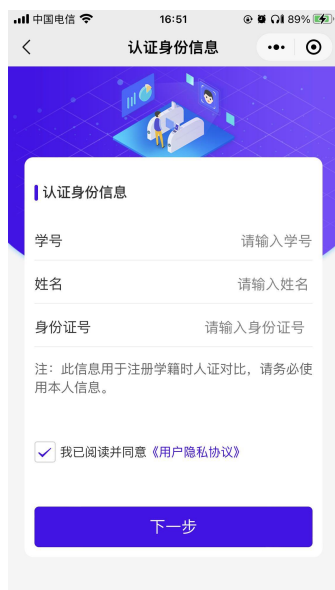 中国电信 16:51 89%
认证身份信息
认证身份信息
学号 请输入学号
姓名 请输入姓名
身份证号 请输入身份证号
注：此信息用于注册学籍时人证对比，请务必使
用本人信息。
我已阅读并同意《用户隐私协议》
下一步